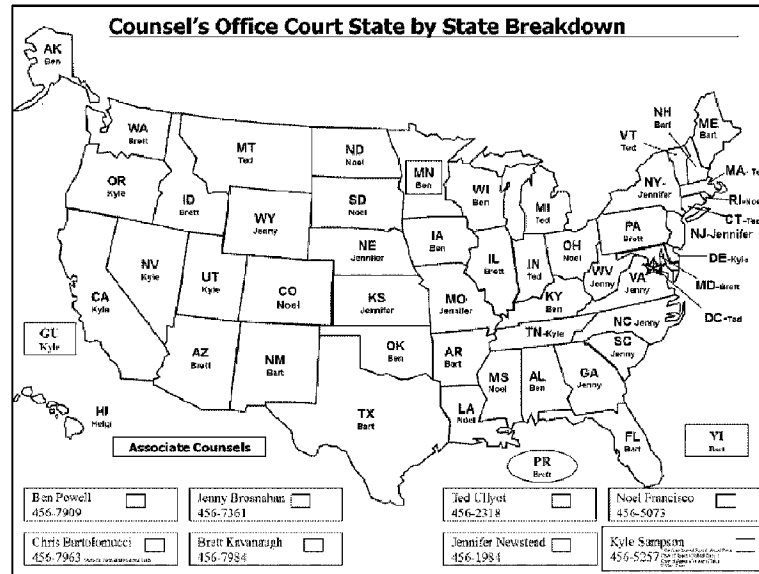 Counsel's Office Court State by State Breakdown
AK
Ben
WA
Brett
MT
Ted
ND
Noel
MN
Ben
NH
Bart
VT
Ted
ME
Bart
OR
Kyle
ID
Brett
SD
Noel
WI
Ben
MI
Ted
NY-
Jennifer
MA-
RI-Noel
CT-Ted
NJ-Jennifer
WY
Jenny
NE
Jennifer
IA
Ben
PA
Brett
NV
Kyle
UT
Kyle
CO
Noel
IL
Brett
IN
Ted
OH
Noel
WV
Jenny
VA
Jenny
DE-Kyle
MD-Brett
DC-Ted
CA
Kyle
KS
Jennifer
MO
Jennifer
KY
Ben
GU
Kyle
TN-Kyle
NC Jenny
SC
Jenny
AZ
Brett
NM
Bart
OK
Ben
AR
Bart
MS
Noel
AL
Ben
GA
Jenny
HI
Helgi
TX
Bart
LA
Noel
FL
Bart
VI
Bart
Associate Counsels
PR
Brett
Ben Powell
456-7909
Jenny Brosnahan
456-7361
Ted Ullyot
456-2318
Noel Francisco
456-5073
Chris Bartolomucci
456-7963
Brett Kavanaugh
456-7984
Jennifer Newstead
456-1984
Kyle Sampson
456-5257